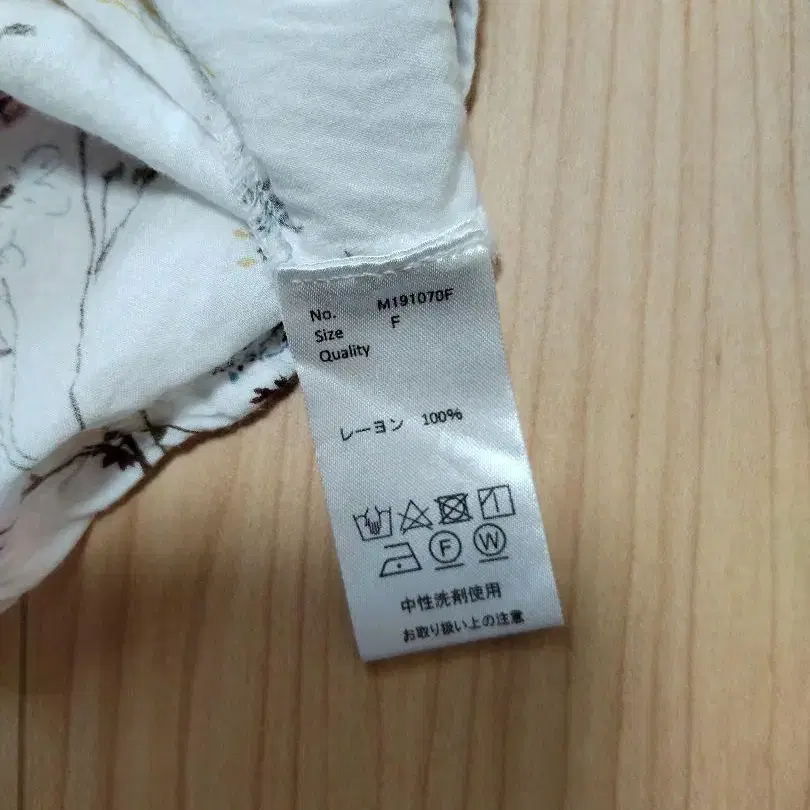 No. M191070F
Size F
Quality
レーヨン 100%
F W
中性洗剤使用
お取り扱い上の注意